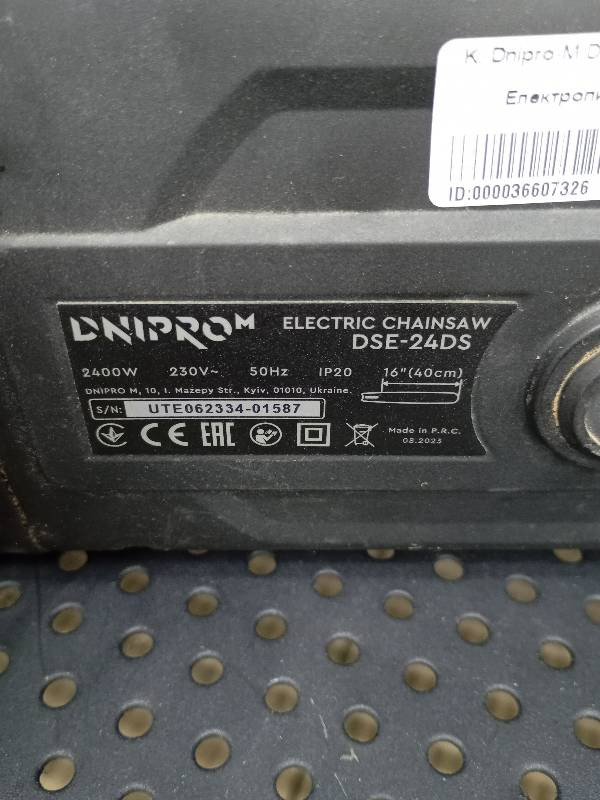 K. Dnipro M D
Електропи
ID:000036607326
DNIPRO M
ELECTRIC CHAINSAW
DSE-24DS
2400W 230V~ 50Hz IP20 16"(40cm)
DNIPRO M, 10, I. Mazepy Str., Kyiv, 01010, Ukraine.
S/N: UTE062334-01587
CE EAC
Made in P.R.C.
08.2023